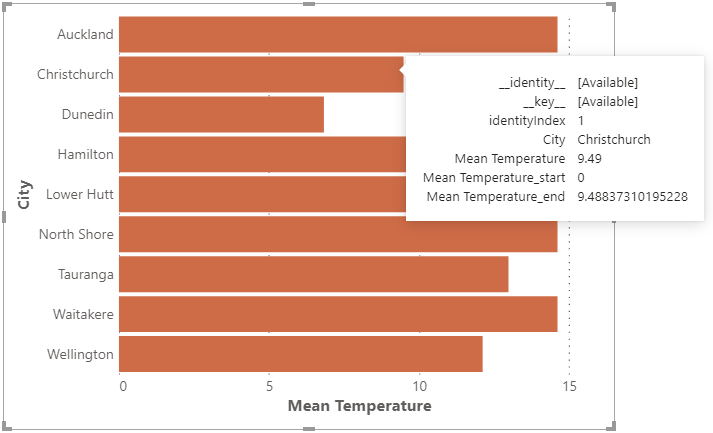 Auckland
Christchurch
Dunedin
Hamilton
Lower Hutt
North Shore
Tauranga
Waitakere
Wellington
City
0 5 10 15
Mean Temperature
__identity__ [Available]
__key__ [Available]
identityIndex 1
City Christchurch
Mean Temperature 9.49
Mean Temperature_start 0
Mean Temperature_end 9.48837310195228